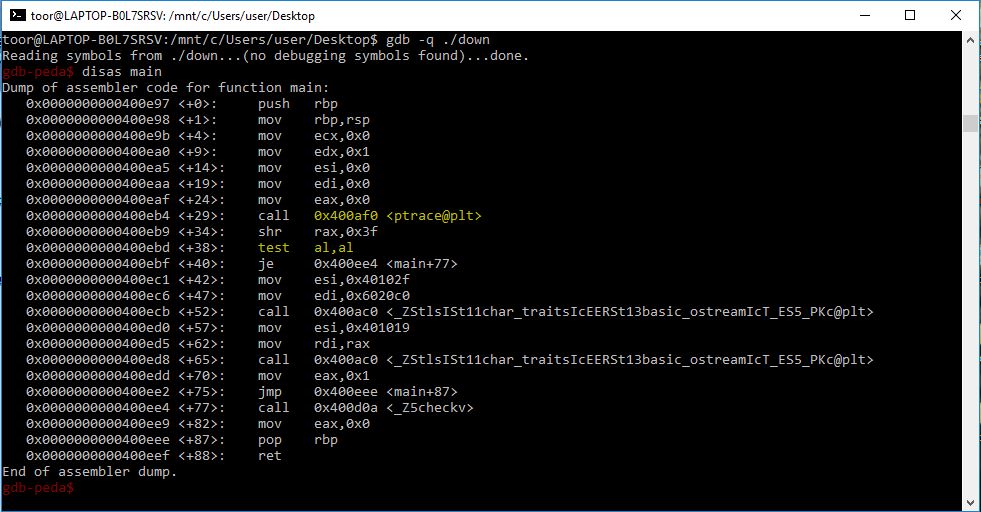 toor@LAPTOP-B0L7SRSV: /mnt/c/Users/user/Desktop
toor@LAPTOP-B0L7SRSV:/mnt/c/Users/user/Desktop$ gdb -q ./down
Reading symbols from ./down...(no debugging symbols found)...done.
gdb-peda$ disas main
Dump of assembler code for function main:
   0x0000000000400e97 <+0>:     push   rbp
   0x0000000000400e98 <+1>:     mov    rbp,rsp
   0x0000000000400e9b <+4>:     mov    ecx,0x0
   0x0000000000400ea0 <+9>:     mov    edx,0x1
   0x0000000000400ea5 <+14>:    mov    esi,0x0
   0x0000000000400eaa <+19>:    mov    edi,0x0
   0x0000000000400eaf <+24>:    mov    eax,0x0
   0x0000000000400eb4 <+29>:    call   0x400af0 <ptrace@plt>
   0x0000000000400eb9 <+34>:    shr    rax,0x3f
   0x0000000000400ebd <+38>:    test   al,al
   0x0000000000400ebf <+40>:    je     0x400ee4 <main+77>
   0x0000000000400ec1 <+42>:    mov    esi,0x40102f
   0x0000000000400ec6 <+47>:    mov    edi,0x6020c0
   0x0000000000400ecb <+52>:    call   0x400ac0 <_ZStlsISt11char_traitsIcEERSt13basic_ostreamIcT_ES5_PKc@plt>
   0x0000000000400ed0 <+57>:    mov    esi,0x401019
   0x0000000000400ed5 <+62>:    mov    rdi,rax
   0x0000000000400ed8 <+65>:    call   0x400ac0 <_ZStlsISt11char_traitsIcEERSt13basic_ostreamIcT_ES5_PKc@plt>
   0x0000000000400edd <+70>:    mov    eax,0x1
   0x0000000000400ee2 <+75>:    jmp    0x400eee <main+87>
   0x0000000000400ee4 <+77>:    call   0x400d0a <_Z5checkv>
   0x0000000000400ee9 <+82>:    mov    eax,0x0
   0x0000000000400eee <+87>:    pop    rbp
   0x0000000000400eef <+88>:    ret
End of assembler dump.
gdb-peda$